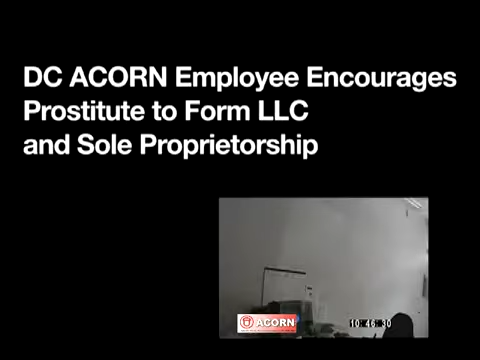 DC ACORN Employee Encourages
Prostitute to Form LLC
and Sole Proprietorship
ACORN
10:46:30